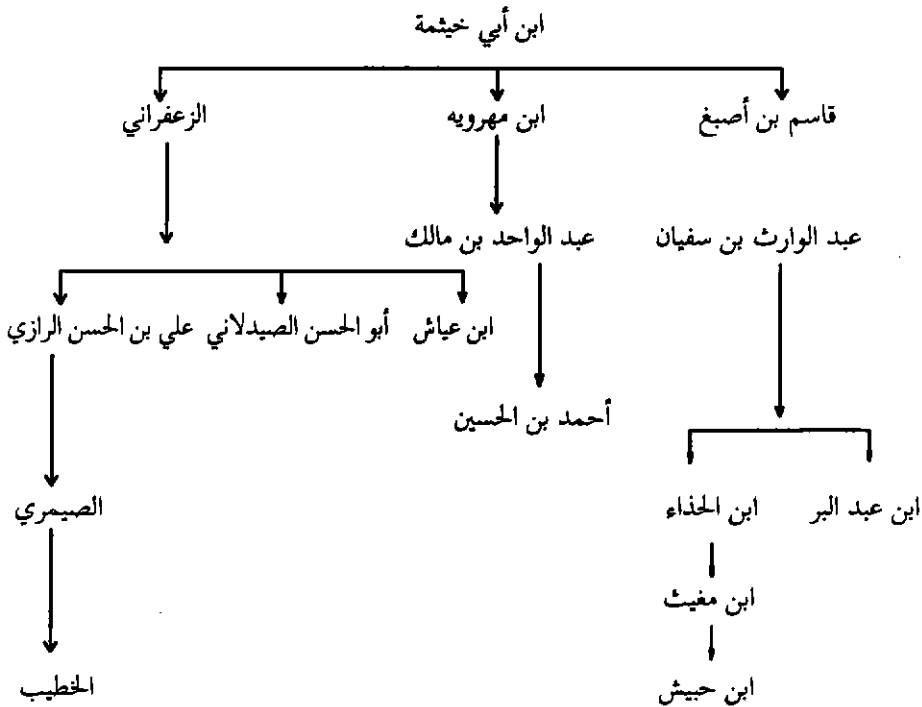 ابن أبي خيثمة
قاسم بن أصبغ ابن مهرويه الزعفراني
عبد الوارث بن سفيان عبد الواحد بن مالك
ابن عياش أبو الحسن الصيدلاني علي بن الحسن الرازي
أحمد بن الحسين
ابن عبد البر ابن الحذاء الصيمري
ابن مغيث
ابن حبيش الخطيب